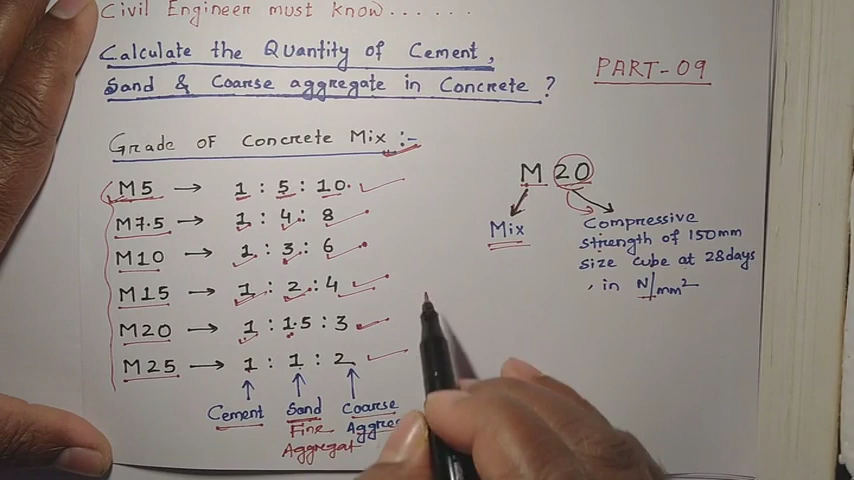 Civil Engineer must know.......
Calculate the Quantity of Cement,
Sand & Coarse aggregate in Concrete?
PART-09
Grade of Concrete Mix :-
M5 → 1 : 5 : 10.
M7.5 → 1 : 4 : 8
M10 → 1 : 3 : 6
M15 → 1 : 2 : 4
M20 → 1 : 1.5 : 3
M25 → 1 : 1 : 2
Cement Sand Coarse
Fine Aggre
Aggregat
M 20
Mix
Compressive
strength of 150mm
size cube at 28days
, in N/mm²